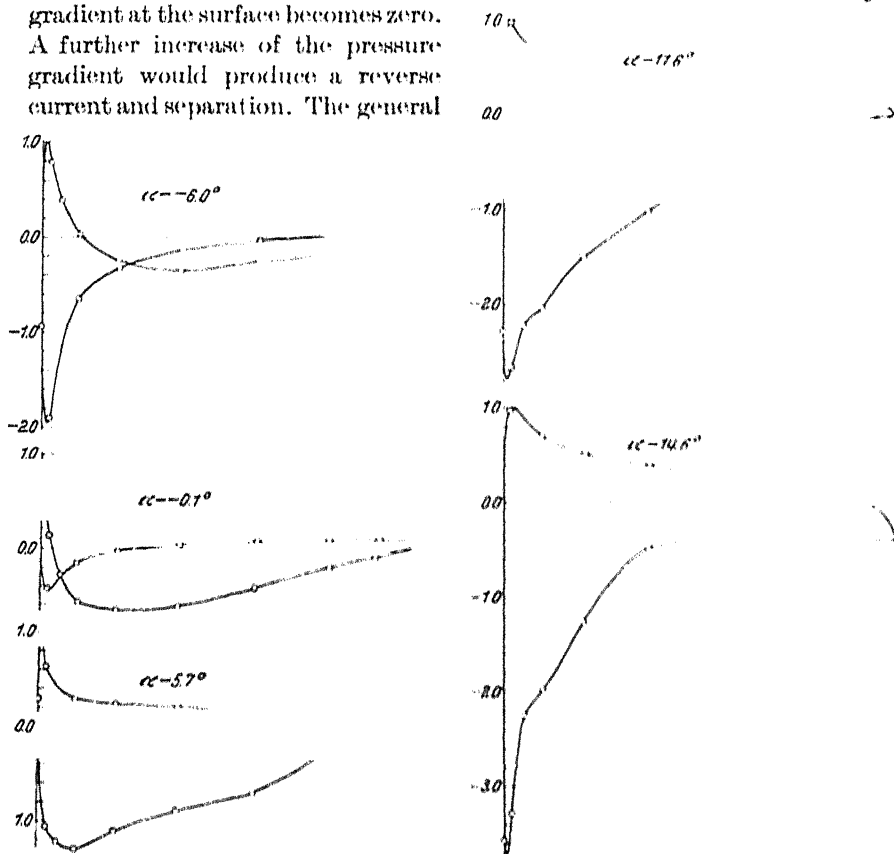 gradient at the surface becomes zero.
A further increase of the pressure
gradient would produce a reverse
current and separation. The general
1.0
α=-6.0°
0.0
-1.0
-2.0
1.0
α=-0.1°
0.0
1.0
α=5.7°
0.0
1.0
1.0
α=11.6°
0.0
-1.0
-2.0
1.0
α=14.6°
0.0
-1.0
-2.0
-3.0